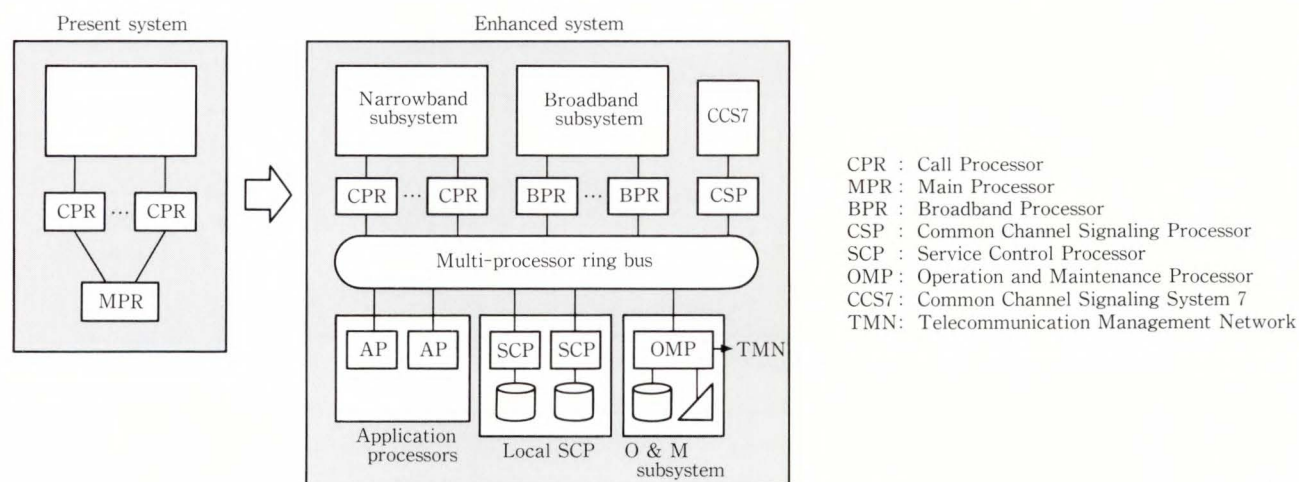 Present system
CPR ... CPR
MPR
Enhanced system
Narrowband
subsystem
Broadband
subsystem
CCS7
CPR ... CPR
BPR ... BPR
CSP
Multi-processor ring bus
AP AP
SCP SCP
OMP
TMN
Application
processors
Local SCP
O & M
subsystem
CPR : Call Processor
MPR : Main Processor
BPR : Broadband Processor
CSP : Common Channel Signaling Processor
SCP : Service Control Processor
OMP : Operation and Maintenance Processor
CCS7 : Common Channel Signaling System 7
TMN: Telecommunication Management Network